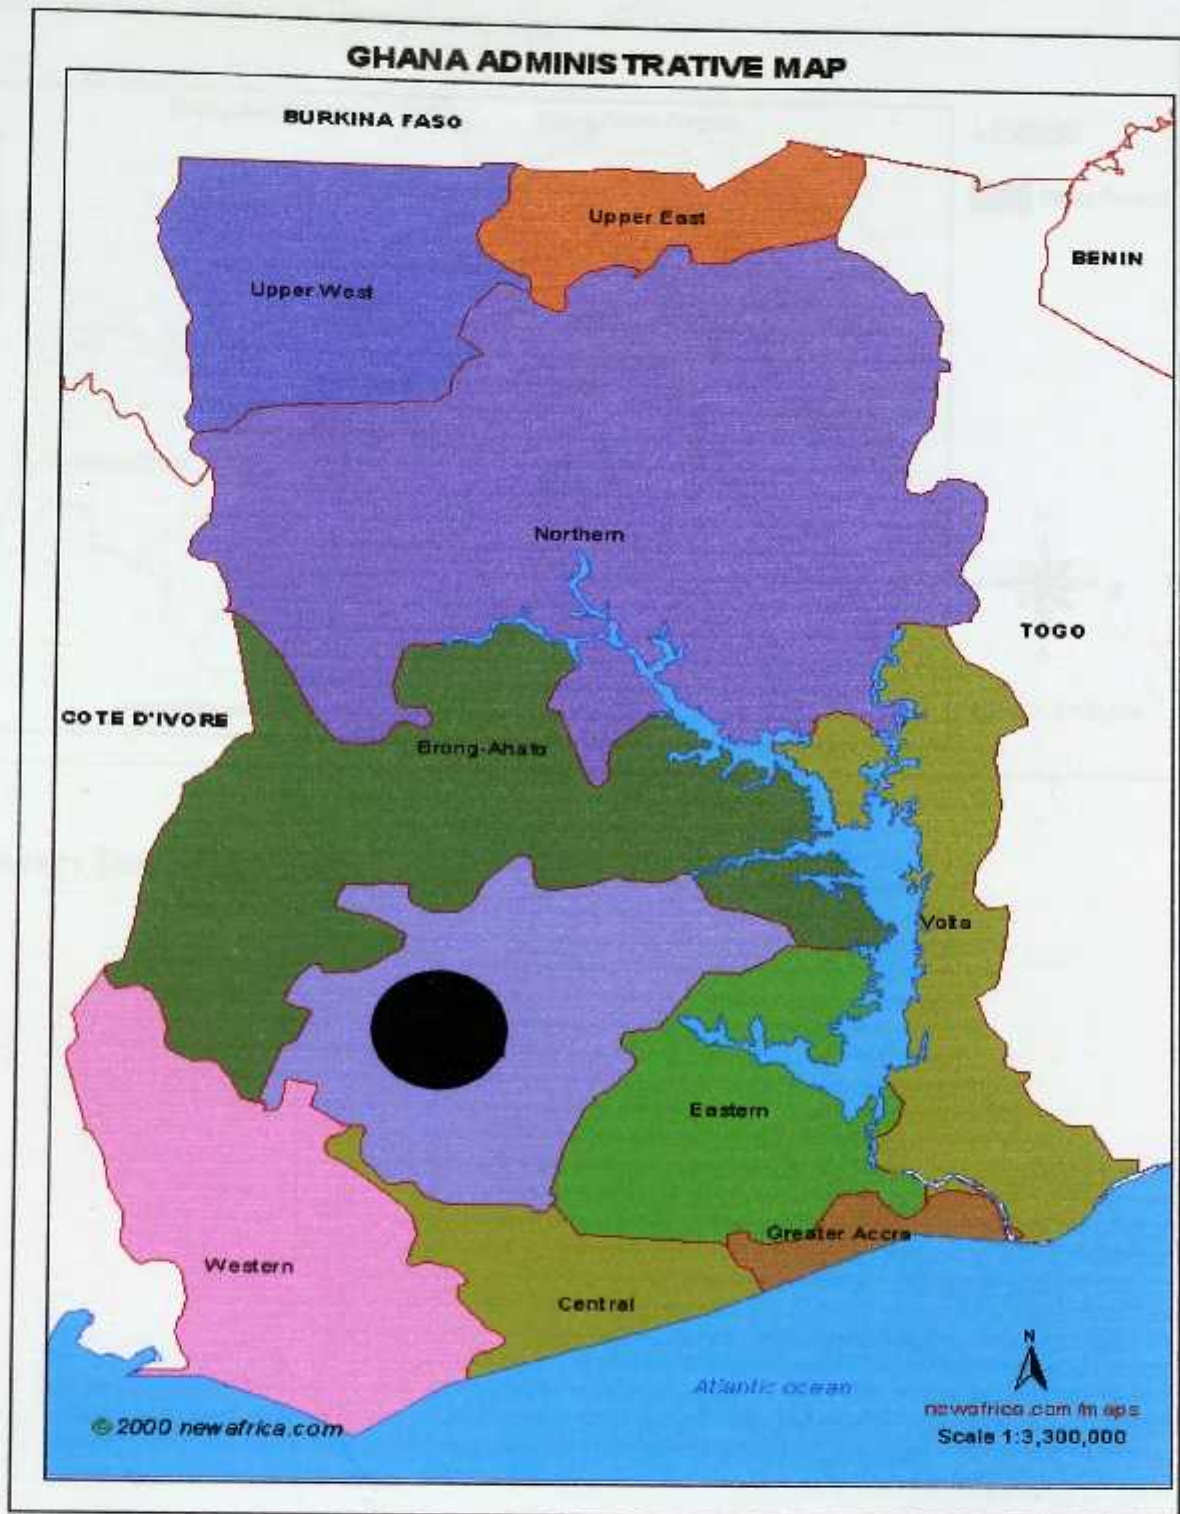 GHANA ADMINISTRATIVE MAP
BURKINA FASO
Upper East
BENIN
Upper West
Northern
TOGO
COTE D'IVORE
Brong-Ahafo
Volta
Eastern
Greater Accra
Western
Central
N
Atlantic ocean
newafrica.com/maps
© 2000 newafrica.com
Scale 1:3,300,000